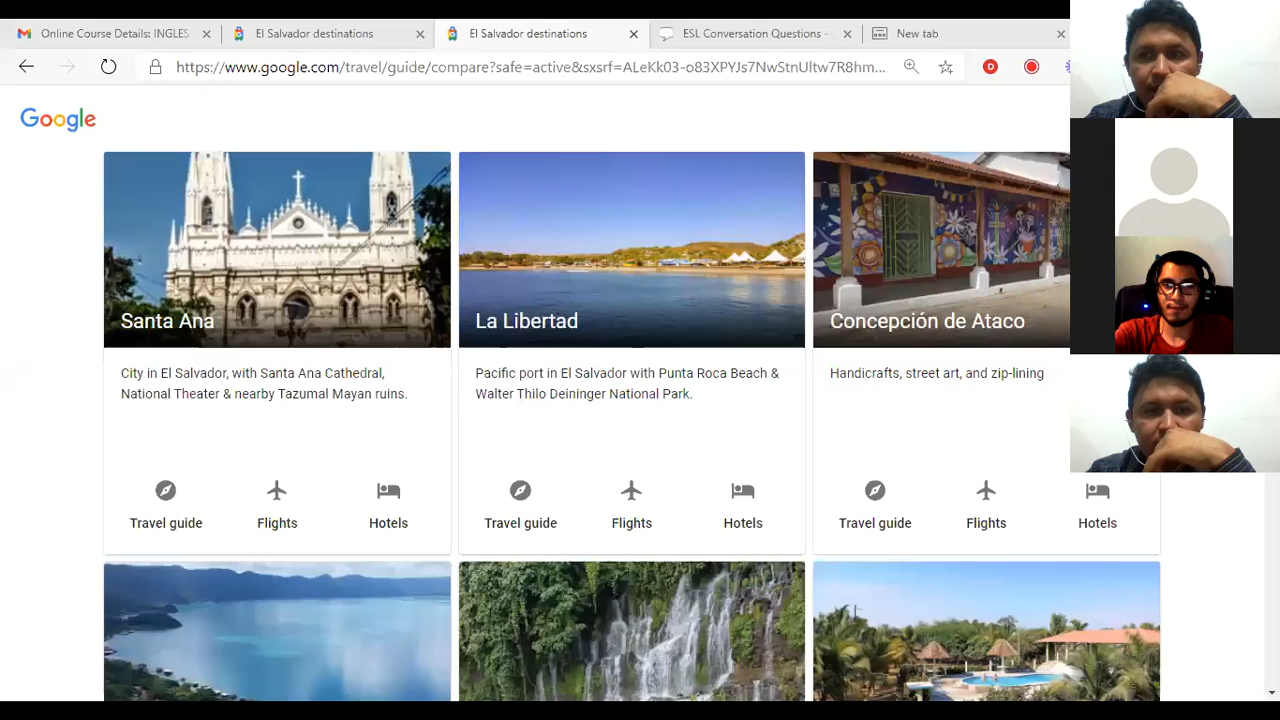 Online Course Details: INGLES
El Salvador destinations
El Salvador destinations
ESL Conversation Questions -
New tab
https://www.google.com/travel/guide/compare?safe=active&sxsrf=ALeKk03-o83XPYJs7NwStnUltw7R8hm...
D
Google
Santa Ana
La Libertad
Concepción de Ataco
City in El Salvador, with Santa Ana Cathedral,
National Theater & nearby Tazumal Mayan ruins.
Pacific port in El Salvador with Punta Roca Beach &
Walter Thilo Deininger National Park.
Handicrafts, street art, and zip-lining
Travel guide
Flights
Hotels
Travel guide
Flights
Hotels
Travel guide
Flights
Hotels